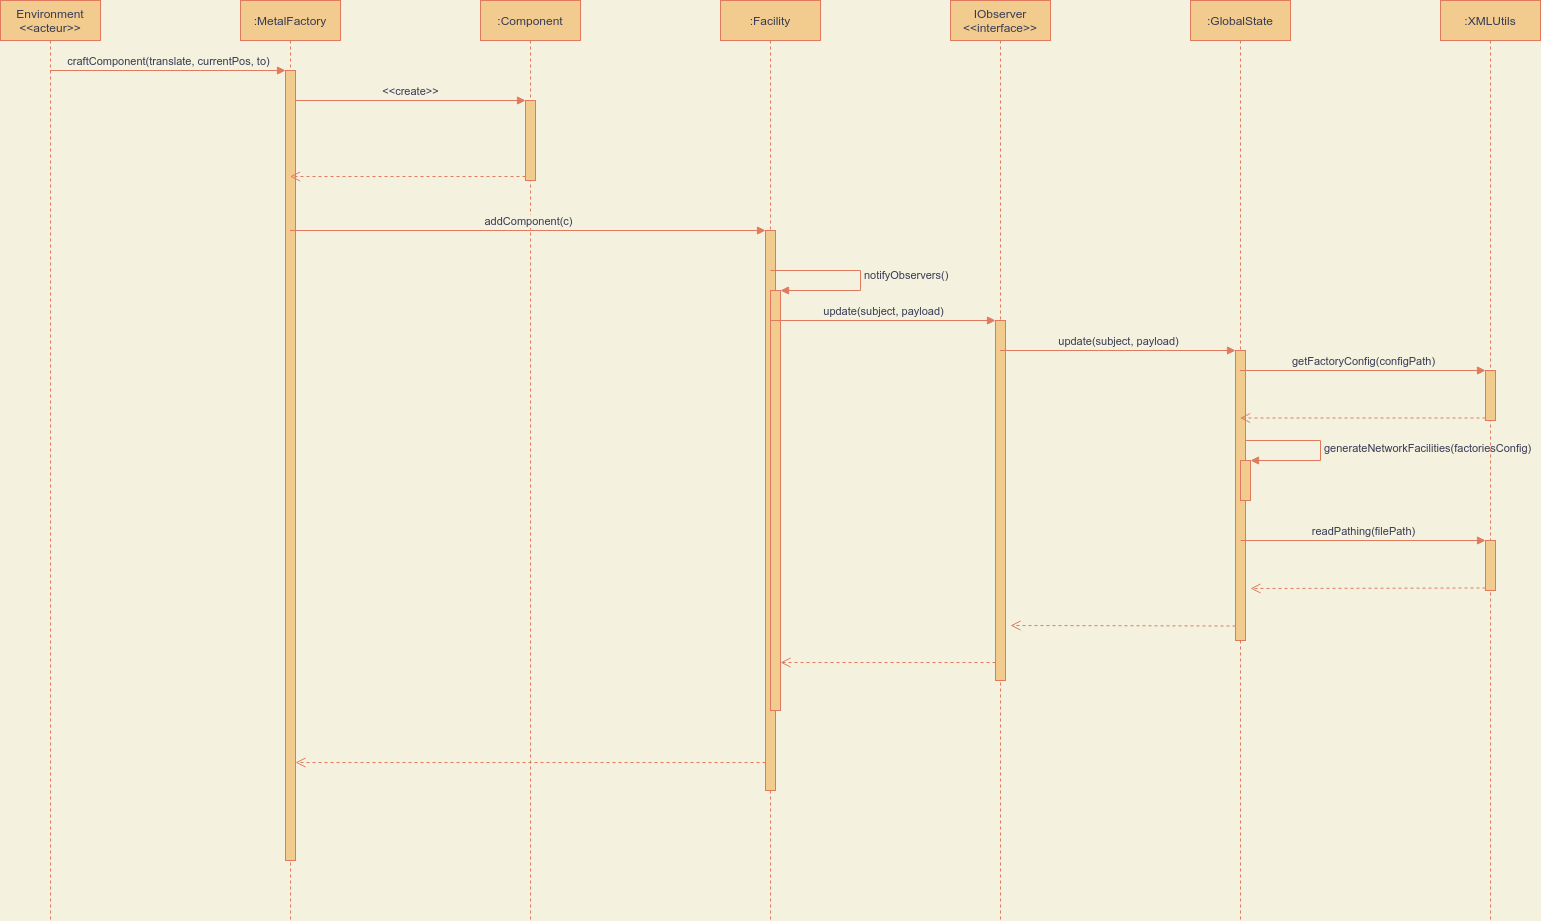 Environment
<<acteur>>
:MetalFactory
:Component
:Facility
IObserver
<<interface>>
:GlobalState
:XMLUtils
craftComponent(translate, currentPos, to)
<<create>>
addComponent(c)
notifyObservers()
update(subject, payload)
update(subject, payload)
getFactoryConfig(configPath)
generateNetworkFacilities(factoriesConfig)
readPathing(filePath)